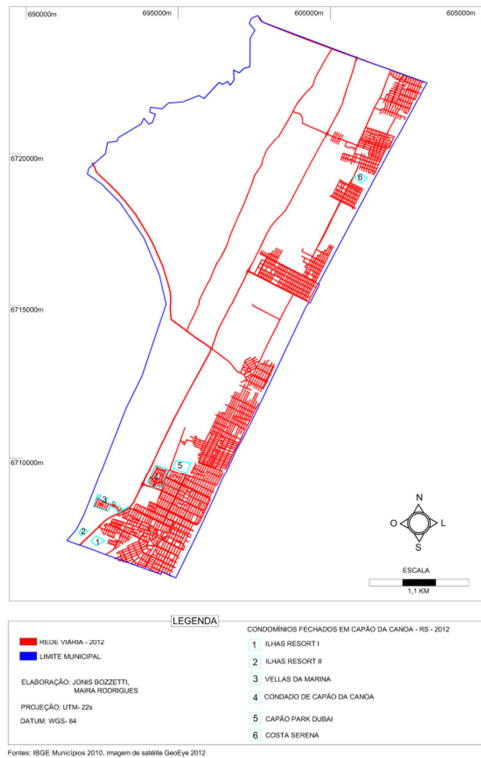 690000m 695000m 600000m 605000m
6720000m
6715000m
6710000m
6
5
4
3
2
1
N
O L
S
ESCALA
1,1 KM
LEGENDA
REDE VIÁRIA - 2012
LIMITE MUNICIPAL
ELABORAÇÃO: JONIS BOZZETTI,
MAIRA RODRIGUES
PROJEÇÃO: UTM- 22s
DATUM: WGS- 84
CONDOMÍNIOS FECHADOS EM CAPÃO DA CANOA - RS - 2012
1 ILHAS RESORT I
2 ILHAS RESORT II
3 VELLAS DA MARINA
4 CONDADO DE CAPÃO DA CANOA
5 CAPÃO PARK DUBAI
6 COSTA SERENA
Fontes: IBGE Municípios 2010, imagem de satélite GeoEye 2012